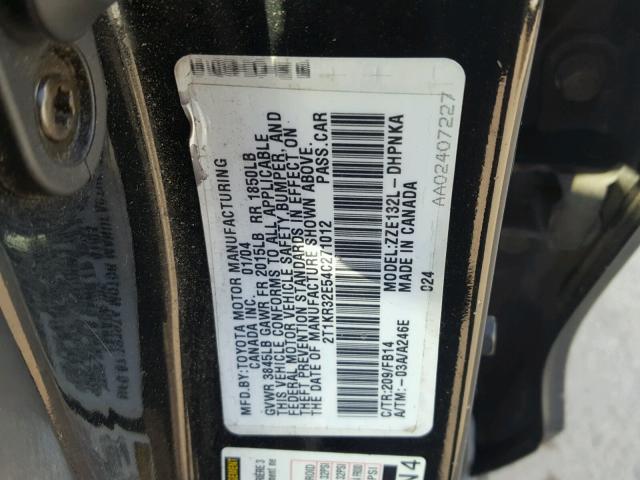 MFD.BY:TOYOTA MOTOR MANUFACTURING
CANADA INC. 01/04
GVWR 3845LB GAWR FR 2015LB RR 1850LB
THIS VEHICLE CONFORMS TO ALL APPLICABLE
FEDERAL MOTOR VEHICLE SAFETY,BUMPER, AND
THEFT PREVENTION STANDARDS IN EFFECT ON
THE DATE OF MANUFACTURE SHOWN ABOVE.
2T1KR32E54C271012 PASS.CAR
C/TR:209/FB14 MODEL:ZZE132L-DHPNKA
A/TM:-03A/A246E MADE IN CANADA
D24
AA02407227